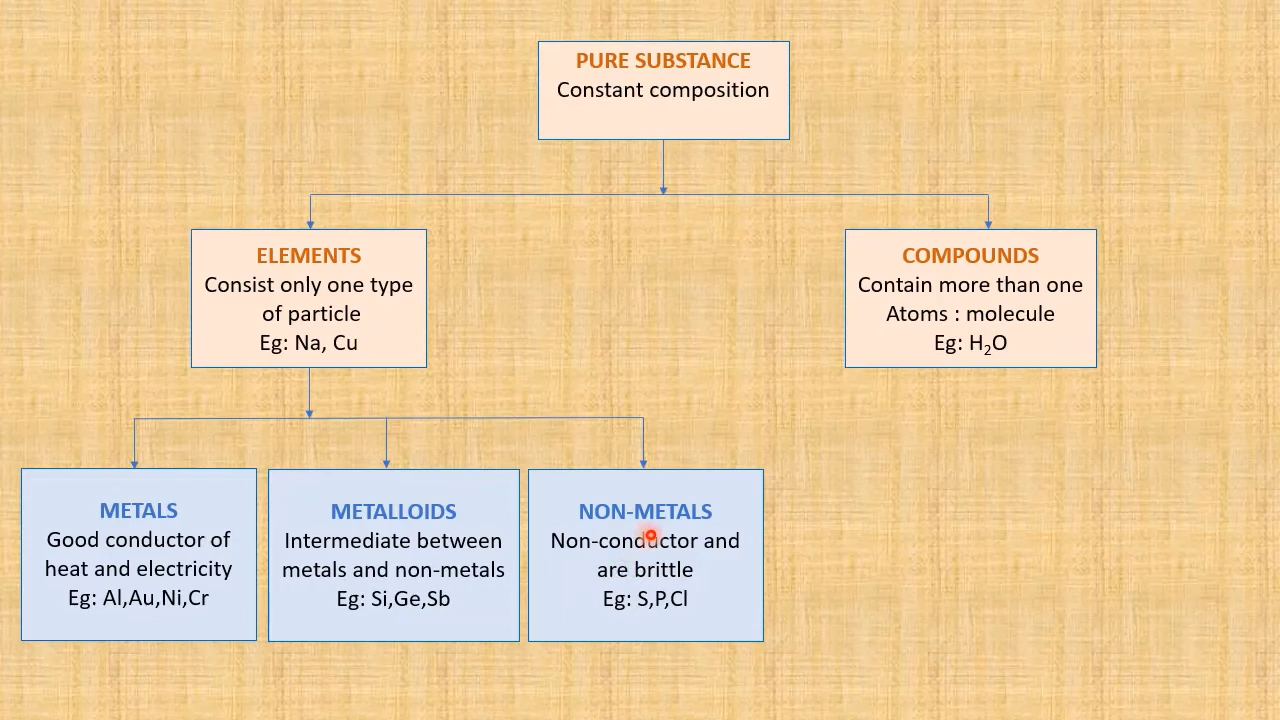 PURE SUBSTANCE
Constant composition
ELEMENTS
Consist only one type
of particle
Eg: Na, Cu
COMPOUNDS
Contain more than one
Atoms : molecule
Eg: H₂O
METALS
Good conductor of
heat and electricity
Eg: Al,Au,Ni,Cr
METALLOIDS
Intermediate between
metals and non-metals
Eg: Si,Ge,Sb
NON-METALS
Non-conductor and
are brittle
Eg: S,P,Cl